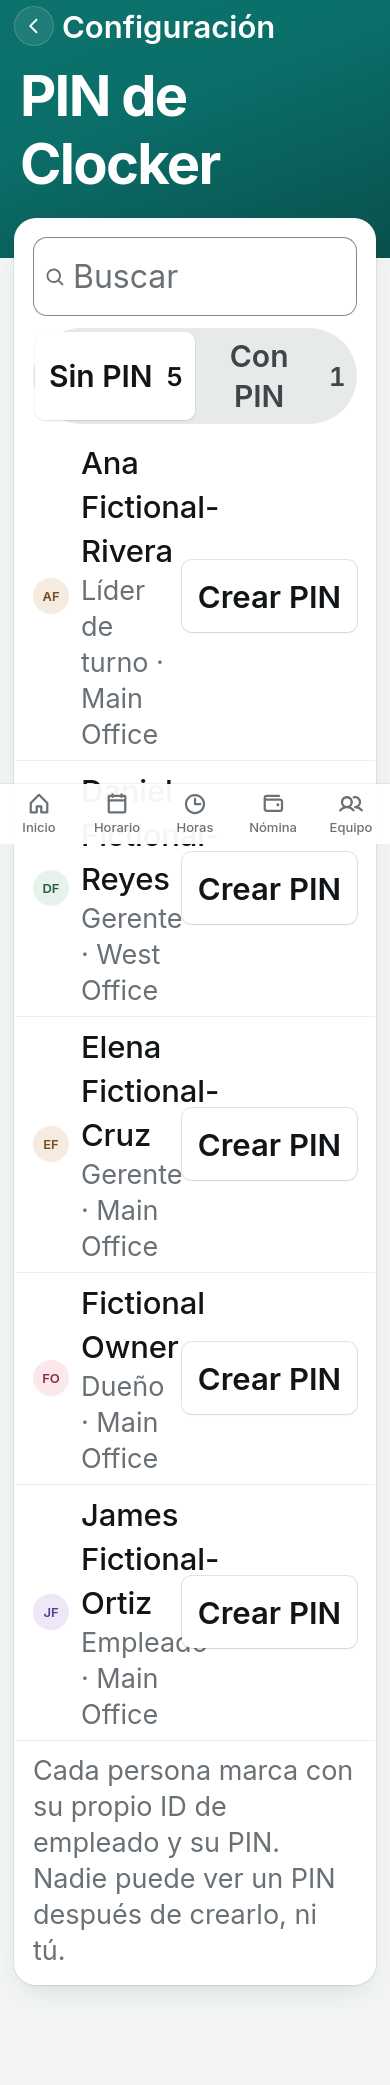 Configuración
PIN de
Clocker
Buscar
Sin PIN 5
Con
PIN
1
Ana
Fictional-
Rivera
AF
Líder
de
turno ·
Main
Office
Crear PIN
Daniel
Fictional-
Reyes
DF
Gerente
· West
Office
Crear PIN
Inicio
Horario
Horas
Nómina
Equipo
Elena
Fictional-
Cruz
EF
Gerente
· Main
Office
Crear PIN
Fictional
Owner
FO
Dueño
· Main
Office
Crear PIN
James
Fictional-
Ortiz
JF
Empleado
· Main
Office
Crear PIN
Cada persona marca con
su propio ID de
empleado y su PIN.
Nadie puede ver un PIN
después de crearlo, ni
tú.